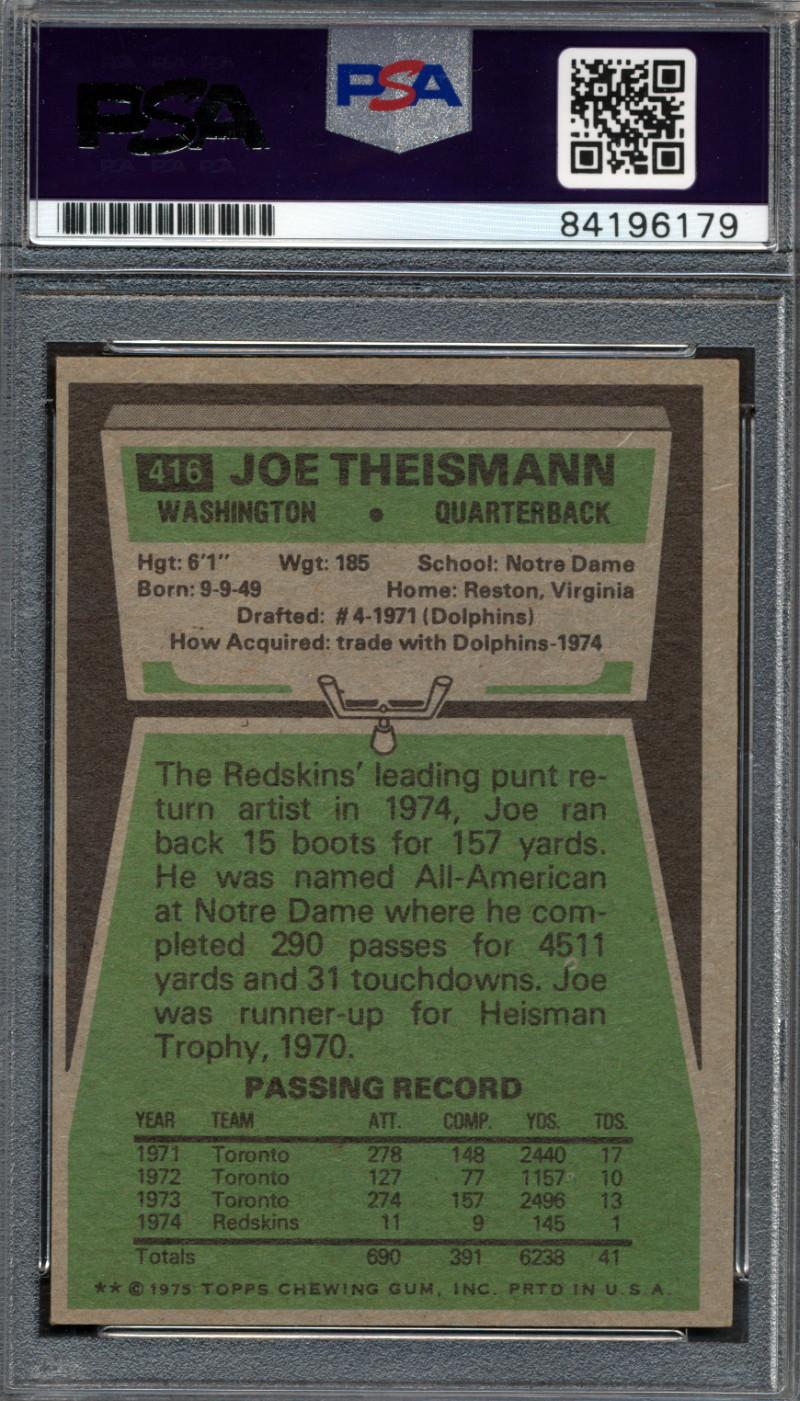 PSA
PSA
84196179
416 JOE THEISMANN
WASHINGTON • QUARTERBACK
Hgt: 6'1" Wgt: 185 School: Notre Dame
Born: 9-9-49 Home: Reston, Virginia
Drafted: #4-1971 (Dolphins)
How Acquired: trade with Dolphins-1974
The Redskins' leading punt re-
turn artist in 1974, Joe ran
back 15 boots for 157 yards.
He was named All-American
at Notre Dame where he com-
pleted 290 passes for 4511
yards and 31 touchdowns. Joe
was runner-up for Heisman
Trophy, 1970.
PASSING RECORD
YEAR TEAM ATT. COMP. YDS. TDS.
1971 Toronto 278 148 2440 17
1972 Toronto 127 77 1157 10
1973 Toronto 274 157 2496 13
1974 Redskins 11 9 145 1
Totals 690 391 6238 41
** © 1975 TOPPS CHEWING GUM, INC. PRTD IN U.S.A.